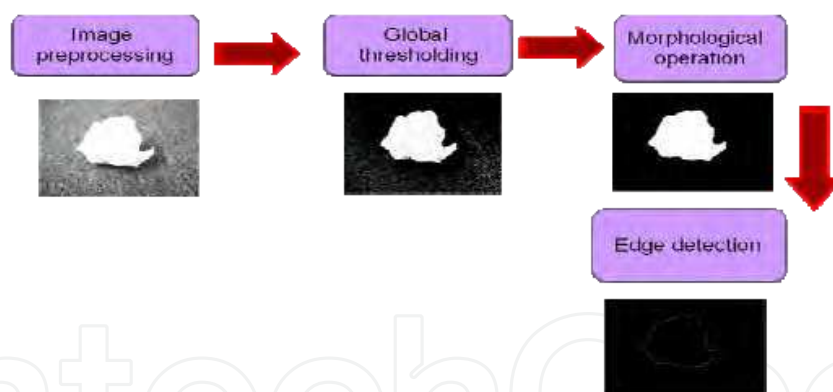 Image
preprocessing
Global
thresholding
Morphological
operation
Edge detection